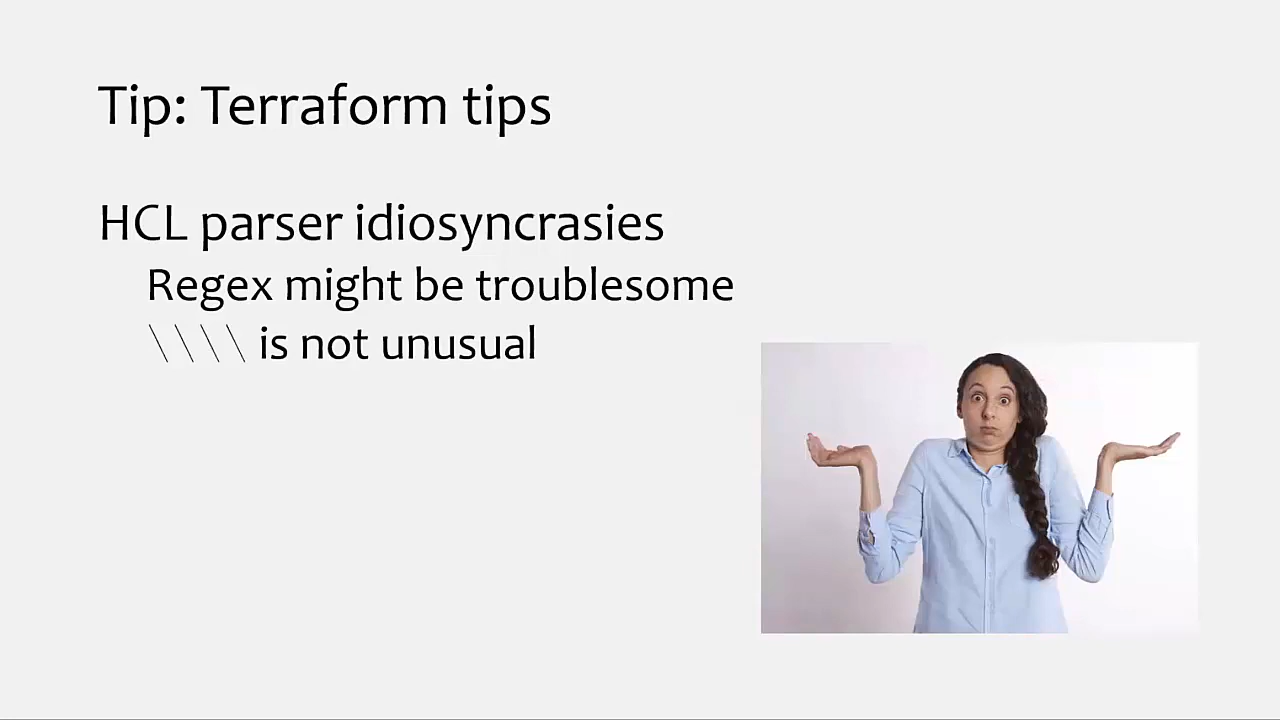 Tip: Terraform tips
HCL parser idiosyncrasies
Regex might be troublesome
\\\\ is not unusual